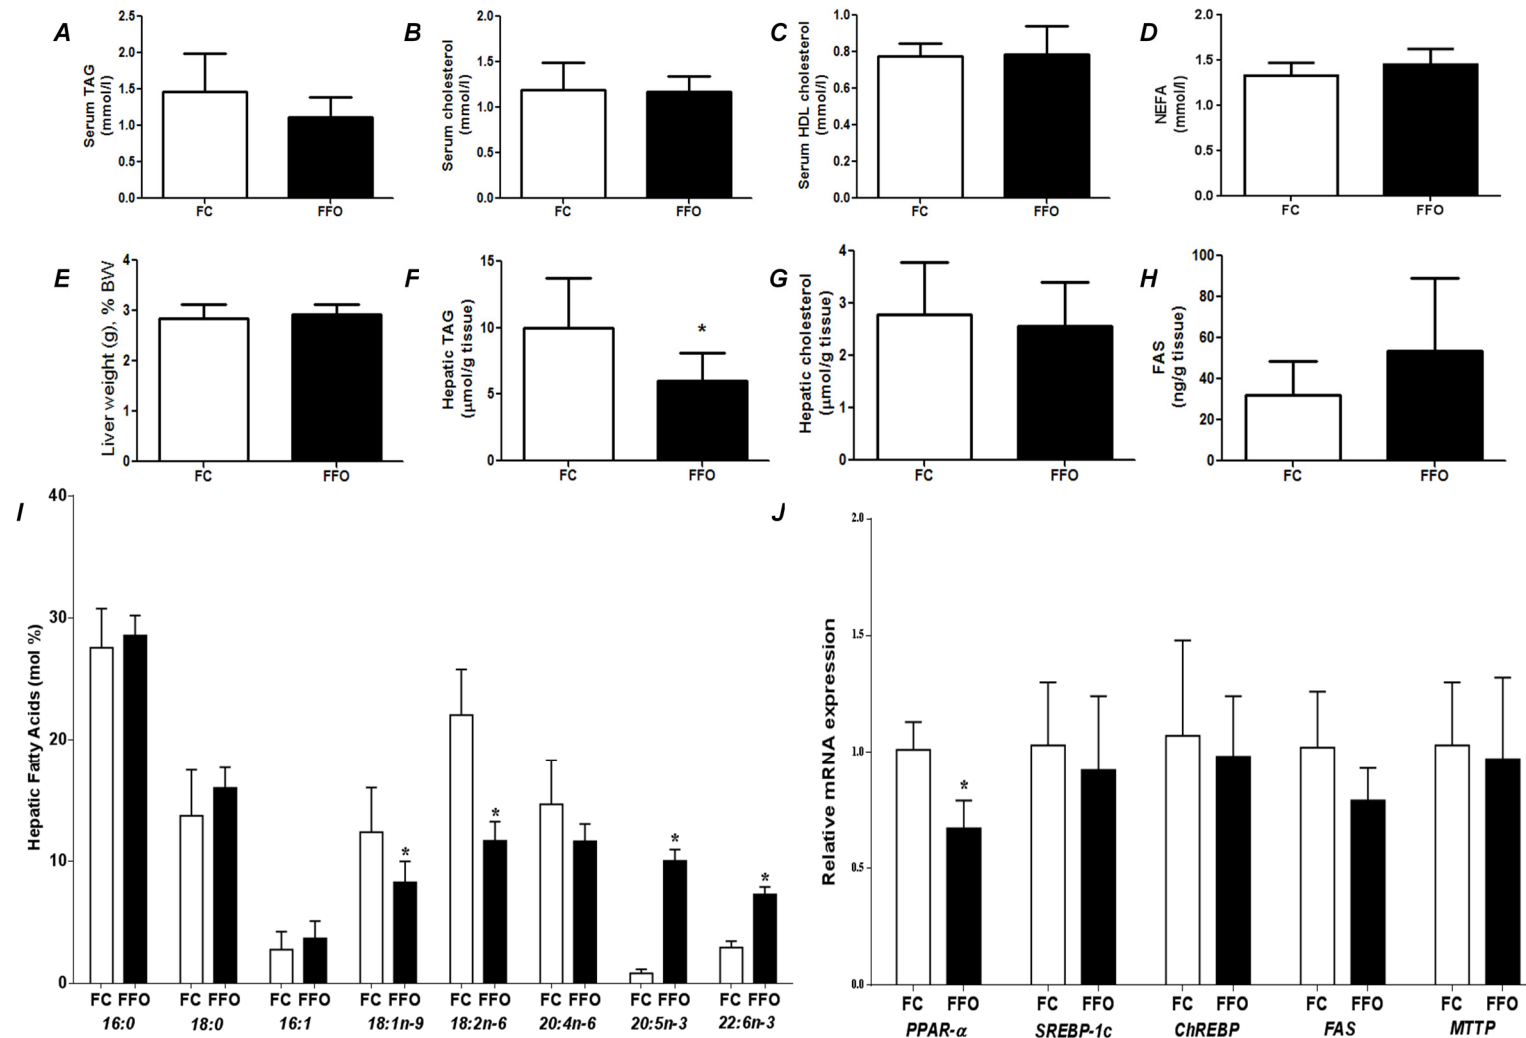 A
Serum TAG
(mmol/l)
2.5
2.0
1.5
1.0
0.5
0.0
FC FFO
B
Serum cholesterol
(mmol/l)
2.0
1.5
1.0
0.5
0.0
FC FFO
C
Serum HDL cholesterol
(mmol/l)
1.0
0.8
0.6
0.4
0.2
0.0
FC FFO
D
NEFA
(mmol/l)
2.0
1.5
1.0
0.5
0.0
FC FFO
E
Liver weight (g), % BW
4
3
2
1
0
FC FFO
F
Hepatic TAG
(μmol/g tissue)
15
10
5
0
*
FC FFO
G
Hepatic cholesterol
(μmol/g tissue)
4
3
2
1
0
FC FFO
H
FAS
(ng/g tissue)
100
80
60
40
20
0
FC FFO
I
Hepatic Fatty Acids (mol %)
40
30
20
10
0
* * * *
FC FFO FC FFO FC FFO FC FFO FC FFO FC FFO FC FFO FC FFO
16:0 18:0 16:1 18:1n-9 18:2n-6 20:4n-6 20:5n-3 22:6n-3
J
Relative mRNA expression
2.0
1.5
1.0
0.5
0.0
*
FC FFO FC FFO FC FFO FC FFO FC FFO
PPAR-α SREBP-1c ChREBP FAS MTTP